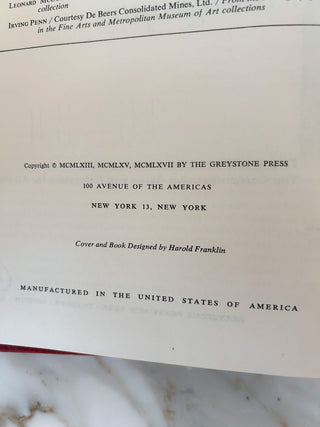 LEONARD
collection
IRVING PENN / Courtesy De Beers Consolidated Mines, Ltd. /
in the Fine Arts and Metropolitan Museum of Art collections
Copyright © MCMLXIII, MCMLXV, MCMLXVII BY THE GREYSTONE PRESS
100 AVENUE OF THE AMERICAS
NEW YORK 13, NEW YORK
Cover and Book Designed by Harold Franklin
MANUFACTURED IN THE UNITED STATES OF AMERICA